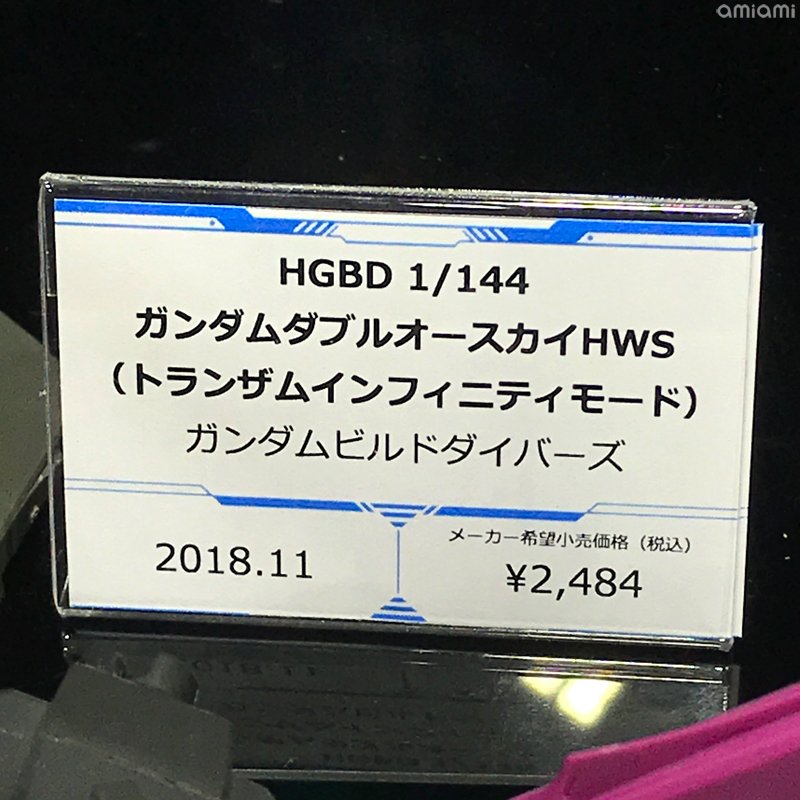 amiami
HGBD 1/144
ガンダムダブルオースカイHWS
（トランザムインフィニティモード）
ガンダムビルドダイバーズ
2018.11
メーカー希望小売価格（税込）
¥2,484